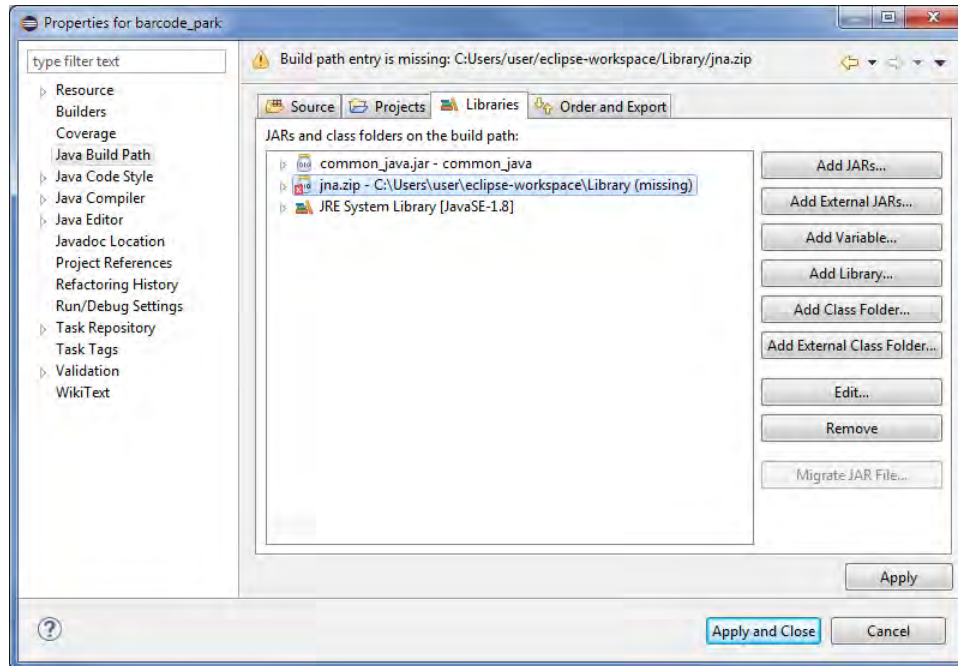 Properties for barcode_park
type filter text
Resource
Builders
Coverage
Java Build Path
Java Code Style
Java Compiler
Java Editor
Javadoc Location
Project References
Refactoring History
Run/Debug Settings
Task Repository
Task Tags
Validation
WikiText
Build path entry is missing: C:Users/user/eclipse-workspace/Library/jna.zip
Source Projects Libraries Order and Export
JARs and class folders on the build path:
common_java.jar - common_java
jna.zip - C:\Users\user\eclipse-workspace\Library (missing)
JRE System Library [JavaSE-1.8]
Add JARs...
Add External JARs...
Add Variable...
Add Library...
Add Class Folder...
Add External Class Folder...
Edit...
Remove
Migrate JAR File...
Apply
Apply and Close Cancel